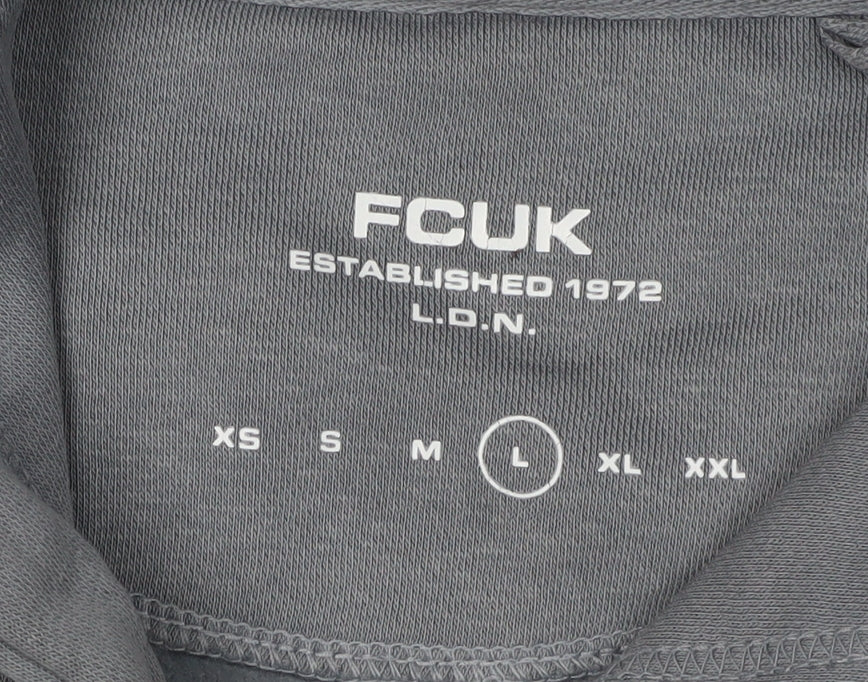 FCUK
ESTABLISHED 1972
L.D.N.
XS S M L XL XXL